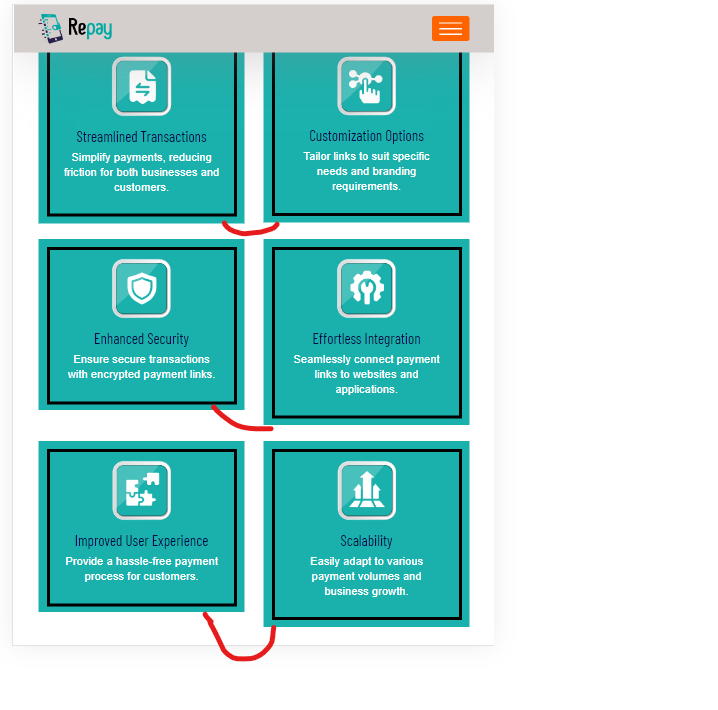 Repay
Streamlined Transactions
Simplify payments, reducing
friction for both businesses and
customers.
Customization Options
Tailor links to suit specific
needs and branding
requirements.
Enhanced Security
Ensure secure transactions
with encrypted payment links.
Effortless Integration
Seamlessly connect payment
links to websites and
applications.
Improved User Experience
Provide a hassle-free payment
process for customers.
Scalability
Easily adapt to various
payment volumes and
business growth.